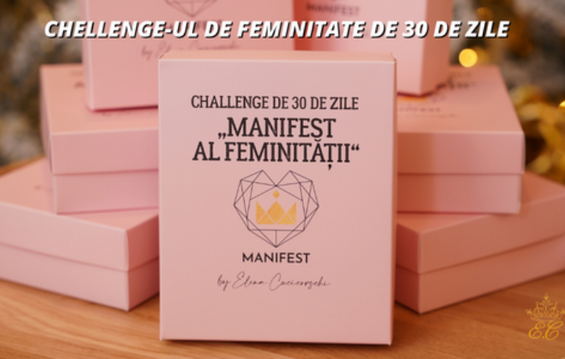 CHELLENGE-UL DE FEMINITATE DE 30 DE ZILE
CHALLENGE DE 30 DE ZILE
„MANIFEST
AL FEMINITĂȚII“
MANIFEST
by Elena
E.C